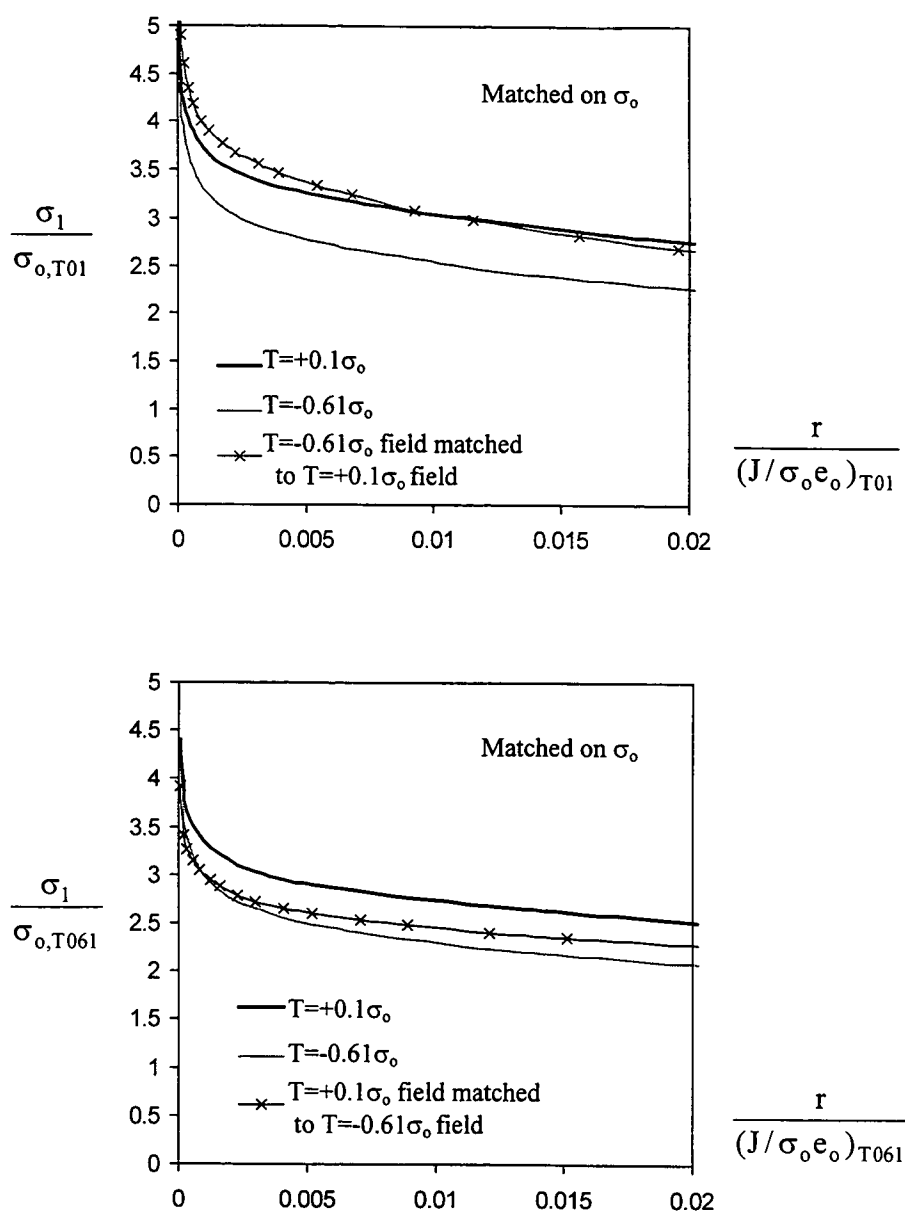 5
4.5
Matched on σₒ
4
3.5
3
σ₁
σₒ,T01
2.5
2
1.5
T=+0.1σₒ
T=-0.61σₒ
1
T=-0.61σₒ field matched
to T=+0.1σₒ field
0.5
0
r
(J/σₒeₒ)T01
0 0.005 0.01 0.015 0.02
5
4.5
Matched on σₒ
4
3.5
3
σ₁
σₒ,T061
2.5
2
1.5
T=+0.1σₒ
T=-0.61σₒ
1
T=+0.1σₒ field matched
to T=-0.61σₒ field
0.5
0
r
(J/σₒeₒ)T061
0 0.005 0.01 0.015 0.02